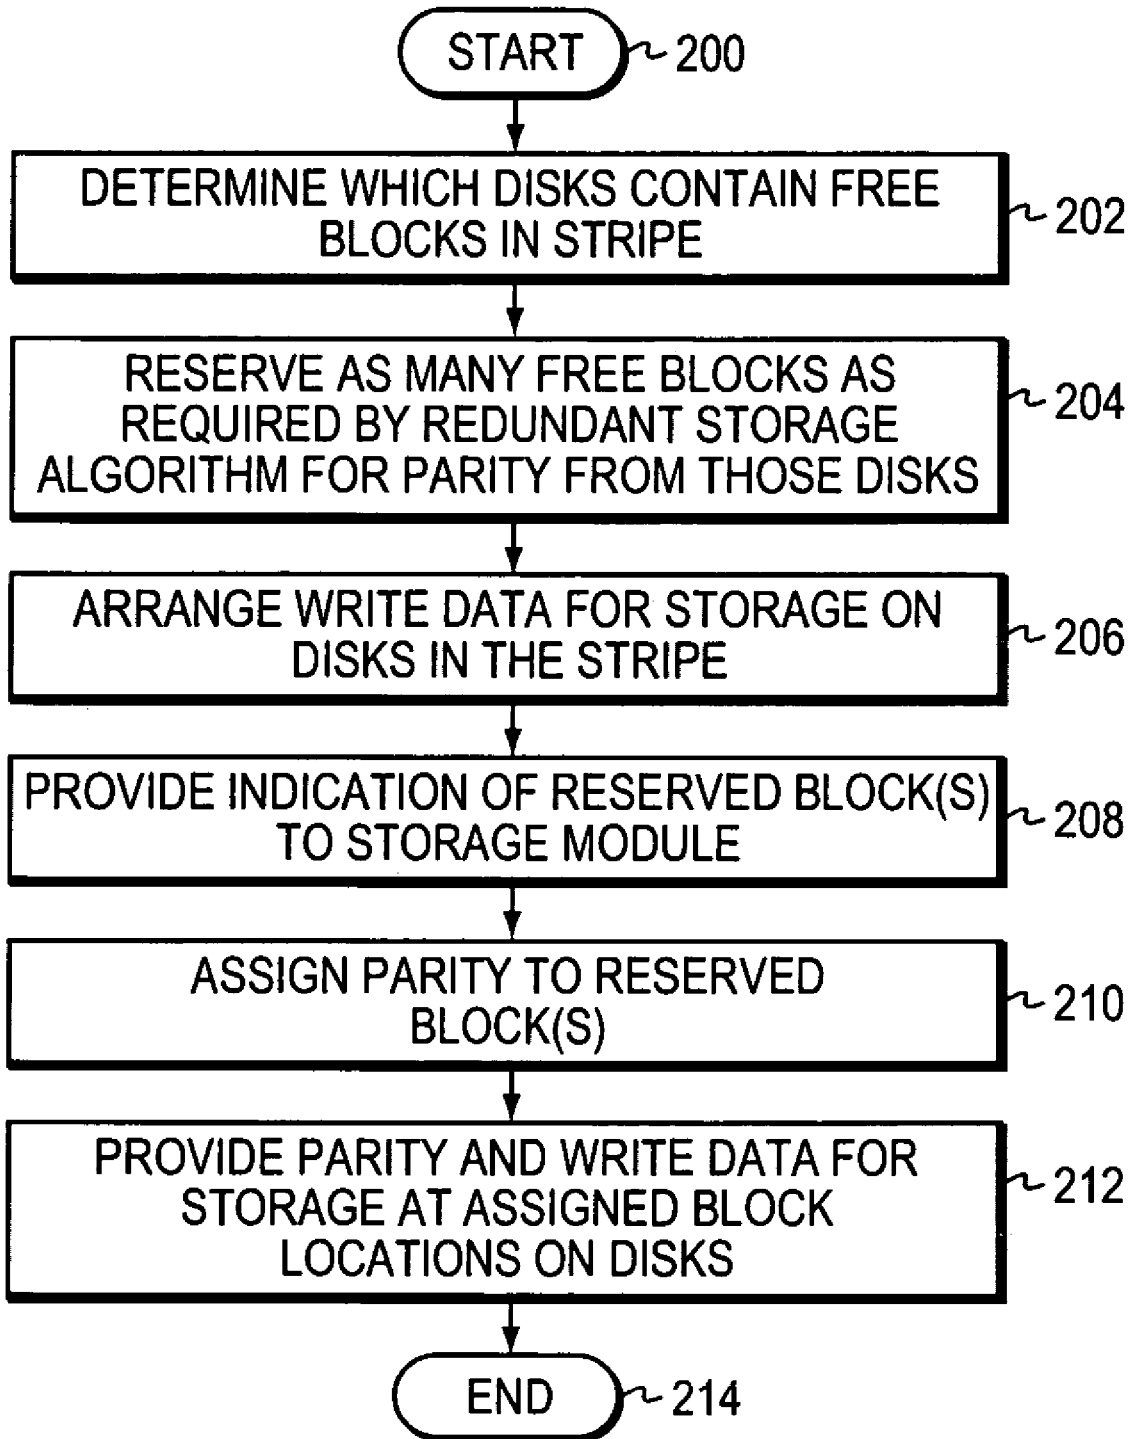 START 200
DETERMINE WHICH DISKS CONTAIN FREE
BLOCKS IN STRIPE
202
RESERVE AS MANY FREE BLOCKS AS
REQUIRED BY REDUNDANT STORAGE
ALGORITHM FOR PARITY FROM THOSE DISKS
204
ARRANGE WRITE DATA FOR STORAGE ON
DISKS IN THE STRIPE
206
PROVIDE INDICATION OF RESERVED BLOCK(S)
TO STORAGE MODULE
208
ASSIGN PARITY TO RESERVED
BLOCK(S)
210
PROVIDE PARITY AND WRITE DATA FOR
STORAGE AT ASSIGNED BLOCK
LOCATIONS ON DISKS
212
END 214